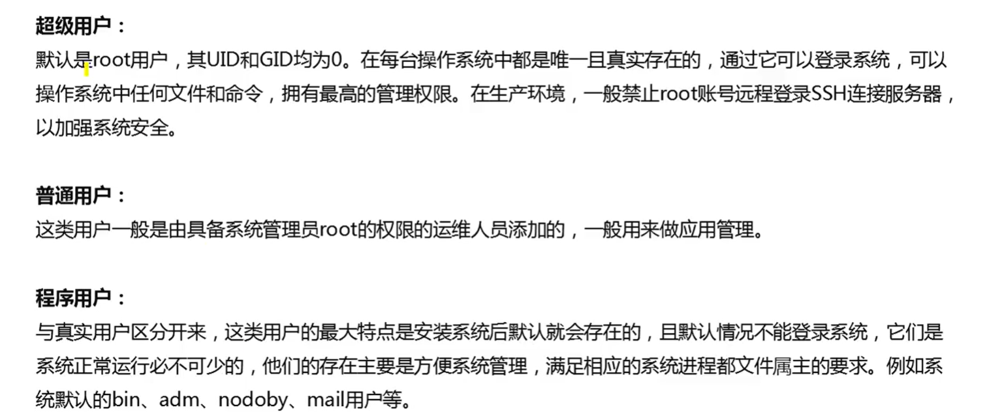 超级用户：
默认是root用户，其UID和GID均为0。在每台操作系统中都是唯一且真实存在的，通过它可以登录系统，可以
操作系统中任何文件和命令，拥有最高的管理权限。在生产环境，一般禁止root账号远程登录SSH连接服务器，
以加强系统安全。
普通用户：
这类用户一般是由具备系统管理员root的权限的运维人员添加的，一般用来做应用管理。
程序用户：
与真实用户区分开来，这类用户的最大特点是安装系统后默认就会存在的，且默认情况不能登录系统，它们是
系统正常运行必不可少的，他们的存在主要是方便系统管理，满足相应的系统进程都文件属主的要求。例如系
统默认的bin、adm、nodoby、mail用户等。